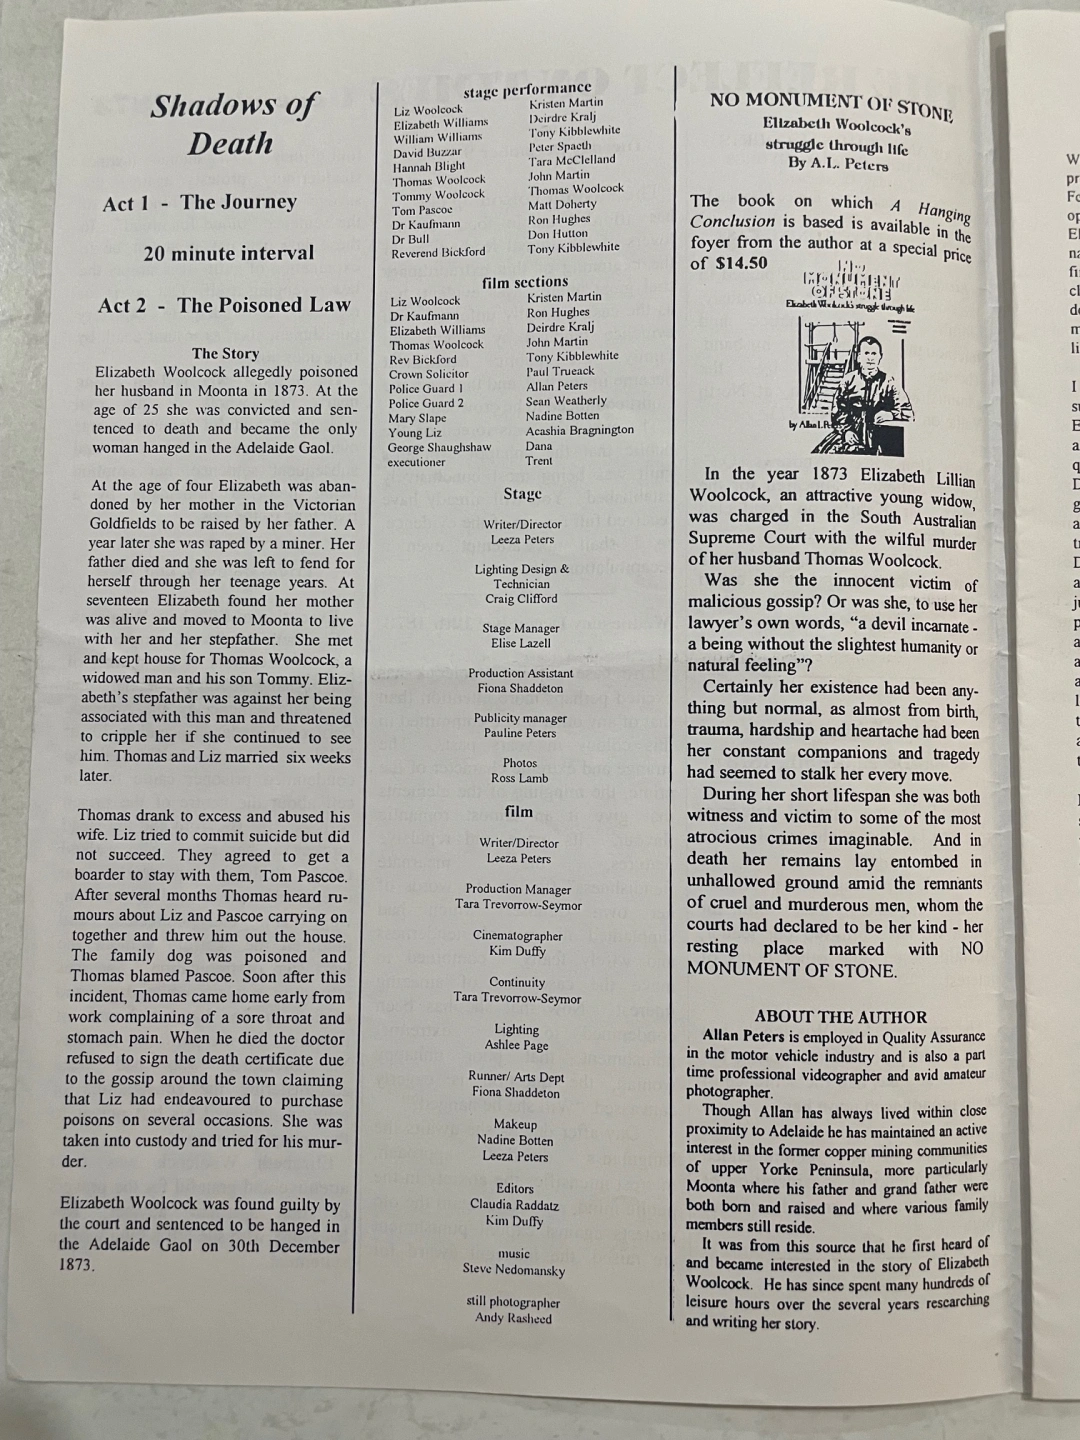 Shadows of
Death
Act 1 - The Journey
20 minute interval
Act 2 - The Poisoned Law
The Story
Elizabeth Woolcock allegedly poisoned
her husband in Moonta in 1873. At the
age of 25 she was convicted and sen-
tenced to death and became the only
woman hanged in the Adelaide Gaol.
At the age of four Elizabeth was aban-
doned by her mother in the Victorian
Goldfields to be raised by her father. A
year later she was raped by a miner. Her
father died and she was left to fend for
herself through her teenage years. At
seventeen Elizabeth found her mother
was alive and moved to Moonta to live
with her and her stepfather. She met
and kept house for Thomas Woolcock, a
widowed man and his son Tommy. Eliz-
abeth's stepfather was against her being
associated with this man and threatened
to cripple her if she continued to see
him. Thomas and Liz married six weeks
later.
Thomas drank to excess and abused his
wife. Liz tried to commit suicide but did
not succeed. They agreed to get a
boarder to stay with them, Tom Pascoe.
After several months Thomas heard ru-
mours about Liz and Pascoe carrying on
together and threw him out the house.
The family dog was poisoned and
Thomas blamed Pascoe. Soon after this
incident, Thomas came home early from
work complaining of a sore throat and
stomach pain. When he died the doctor
refused to sign the death certificate due
to the gossip around the town claiming
that Liz had endeavoured to purchase
poisons on several occasions. She was
taken into custody and tried for his mur-
der.
Elizabeth Woolcock was found guilty by
the court and sentenced to be hanged in
the Adelaide Gaol on 30th December
1873.
stage performance
Liz Woolcock Kristen Martin
Elizabeth Williams Deirdre Kralj
William Williams Tony Kibblewhite
David Buzzar Peter Spaeth
Hannah Blight Tara McClelland
Thomas Woolcock John Martin
Tommy Woolcock Thomas Woolcock
Tom Pascoe Matt Doherty
Dr Kaufmann Ron Hughes
Dr Bull Don Hutton
Reverend Bickford Tony Kibblewhite
film sections
Liz Woolcock Kristen Martin
Dr Kaufmann Ron Hughes
Elizabeth Williams Deirdre Kralj
Thomas Woolcock John Martin
Rev Bickford Tony Kibblewhite
Crown Solicitor Paul Trueack
Police Guard 1 Allan Peters
Police Guard 2 Sean Weatherly
Mary Slape Nadine Botten
Young Liz Acashia Bragnington
George Shaughshaw Dana
executioner Trent
Stage
Writer/Director
Leeza Peters
Lighting Design &
Technician
Craig Clifford
Stage Manager
Elise Lazell
Production Assistant
Fiona Shaddeton
Publicity manager
Pauline Peters
Photos
Ross Lamb
film
Writer/Director
Leeza Peters
Production Manager
Tara Trevorrow-Seymor
Cinematographer
Kim Duffy
Continuity
Tara Trevorrow-Seymor
Lighting
Ashlee Page
Runner/ Arts Dept
Fiona Shaddeton
Makeup
Nadine Botten
Leeza Peters
Editors
Claudia Raddatz
Kim Duffy
music
Steve Nedomansky
still photographer
Andy Rasheed
NO MONUMENT OF STONE
Elizabeth Woolcock's
struggle through life
By A.L. Peters
The book on which A Hanging
Conclusion is based is available in the
foyer from the author at a special price
of $14.50
NO
MONUMENT
OF STONE
Elizabeth Woolcock's struggle through life
by Allan L. Peters
In the year 1873 Elizabeth Lillian
Woolcock, an attractive young widow,
was charged in the South Australian
Supreme Court with the wilful murder
of her husband Thomas Woolcock.
Was she the innocent victim of
malicious gossip? Or was she, to use her
lawyer's own words, "a devil incarnate -
a being without the slightest humanity or
natural feeling"?
Certainly her existence had been any-
thing but normal, as almost from birth,
trauma, hardship and heartache had been
her constant companions and tragedy
had seemed to stalk her every move.
During her short lifespan she was both
witness and victim to some of the most
atrocious crimes imaginable. And in
death her remains lay entombed in
unhallowed ground amid the remnants
of cruel and murderous men, whom the
courts had declared to be her kind - her
resting place marked with NO
MONUMENT OF STONE.
ABOUT THE AUTHOR
Allan Peters is employed in Quality Assurance
in the motor vehicle industry and is also a part
time professional videographer and avid amateur
photographer.
Though Allan has always lived within close
proximity to Adelaide he has maintained an active
interest in the former copper mining communities
of upper Yorke Peninsula, more particularly
Moonta where his father and grand father were
both born and raised and where various family
members still reside.
It was from this source that he first heard of
and became interested in the story of Elizabeth
Woolcock. He has since spent many hundreds of
leisure hours over the several years researching
and writing her story.